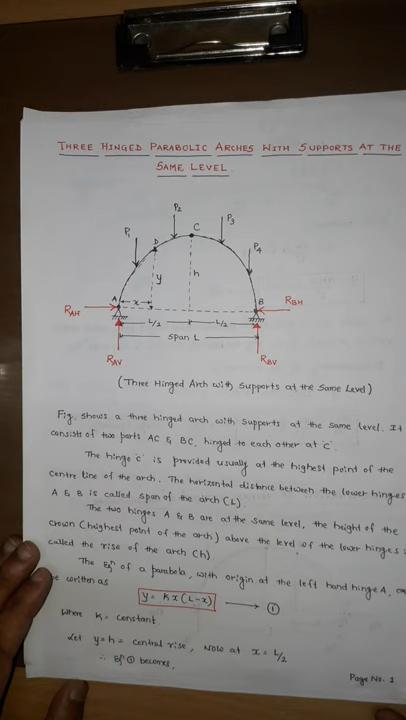 THREE HINGED PARABOLIC ARCHES WITH SUPPORTS AT THE
SAME LEVEL.
P1
P2
C
P3
D
P4
y
h
A
x
B
RAH
RBH
L/2
L/2
Span L
RAV
RBV
(Three Hinged Arch with Supports at the Same Level)
Fig. shows a three hinged arch with supports at the same level. It
consists of two parts AC & BC, hinged to each other at 'C'.
The hinge 'c' is provided usually at the highest point of the
centre line of the arch. The horizontal distance between the lower hinges
A & B is called span of the arch (L).
The two hinges A & B are at the same level, the height of the
crown (highest point of the arch) above the level of the lower hinges is
called the rise of the arch (h)
The Eqn of a parabola, with origin at the left hand hinge A, can
be written as
y = Kx(L-x) → ①
Where K = Constant
Let y = h = central rise, Now at x = L/2
∴ Eqn ① becomes,
Page No. 1